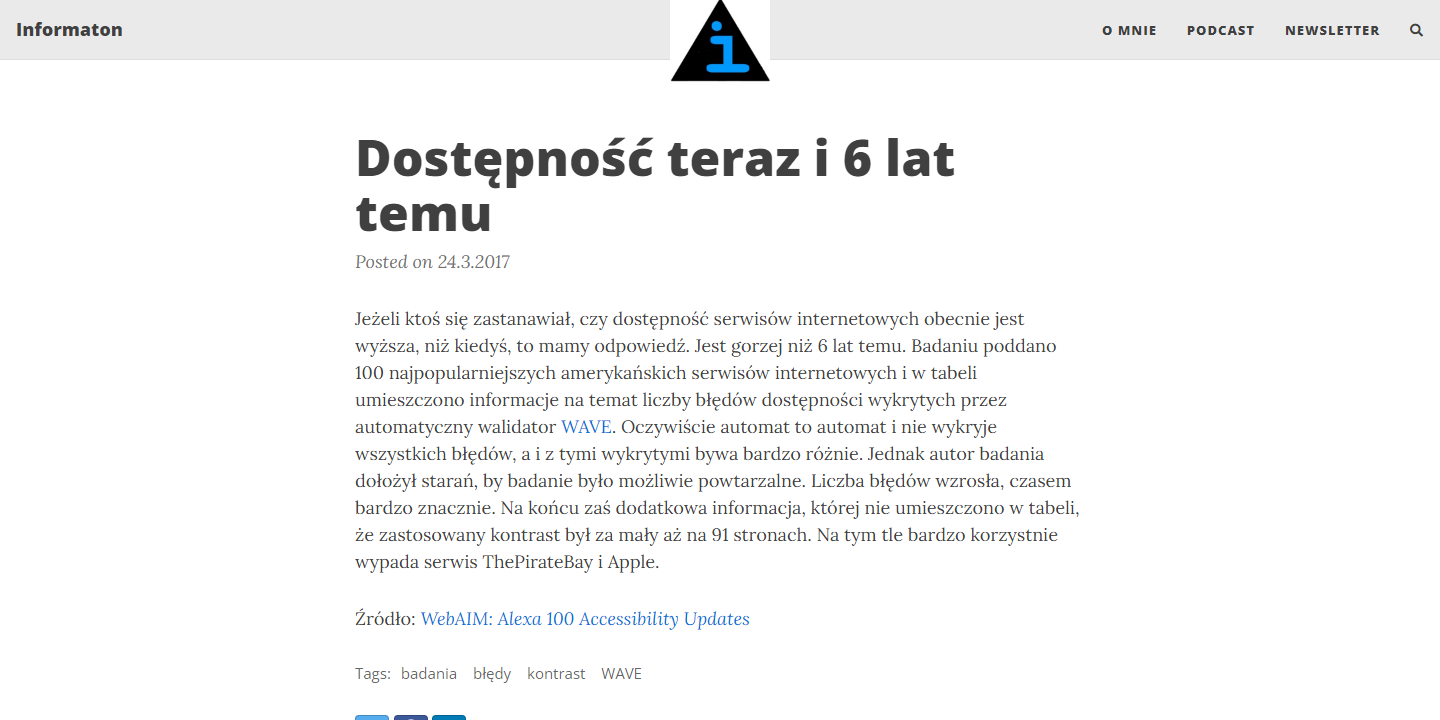 Informaton
i
O MNIE
PODCAST
NEWSLETTER
Dostępność teraz i 6 lat
temu
Posted on 24.3.2017
Jeżeli ktoś się zastanawiał, czy dostępność serwisów internetowych obecnie jest
wyższa, niż kiedyś, to mamy odpowiedź. Jest gorzej niż 6 lat temu. Badaniu poddano
100 najpopularniejszych amerykańskich serwisów internetowych i w tabeli
umieszczono informacje na temat liczby błędów dostępności wykrytych przez
automatyczny walidator WAVE. Oczywiście automat to automat i nie wykryje
wszystkich błędów, a i z tymi wykrytymi bywa bardzo różnie. Jednak autor badania
dołożył starań, by badanie było możliwie powtarzalne. Liczba błędów wzrosła, czasem
bardzo znacznie. Na końcu zaś dodatkowa informacja, której nie umieszczono w tabeli,
że zastosowany kontrast był za mały aż na 91 stronach. Na tym tle bardzo korzystnie
wypada serwis ThePirateBay i Apple.
Źródło: WebAIM: Alexa 100 Accessibility Updates
Tags: badania błędy kontrast WAVE